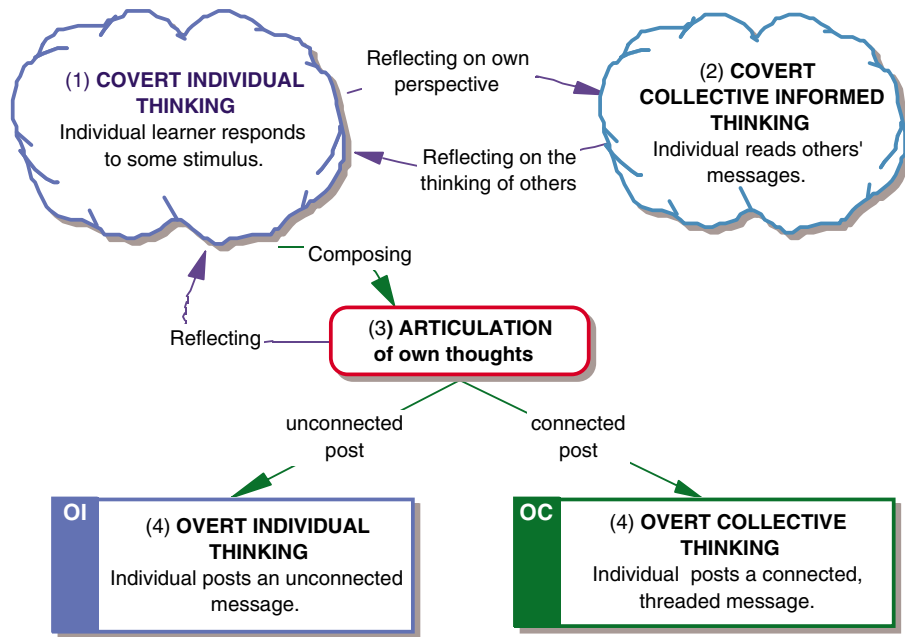 (1) COVERT INDIVIDUAL
THINKING
Individual learner responds
to some stimulus.
Reflecting on own
perspective
(2) COVERT
COLLECTIVE INFORMED
THINKING
Individual reads others'
messages.
Reflecting on the
thinking of others
Composing
Reflecting
(3) ARTICULATION
of own thoughts
unconnected
post
connected
post
OI
(4) OVERT INDIVIDUAL
THINKING
Individual posts an unconnected
message.
OC
(4) OVERT COLLECTIVE
THINKING
Individual posts a connected,
threaded message.